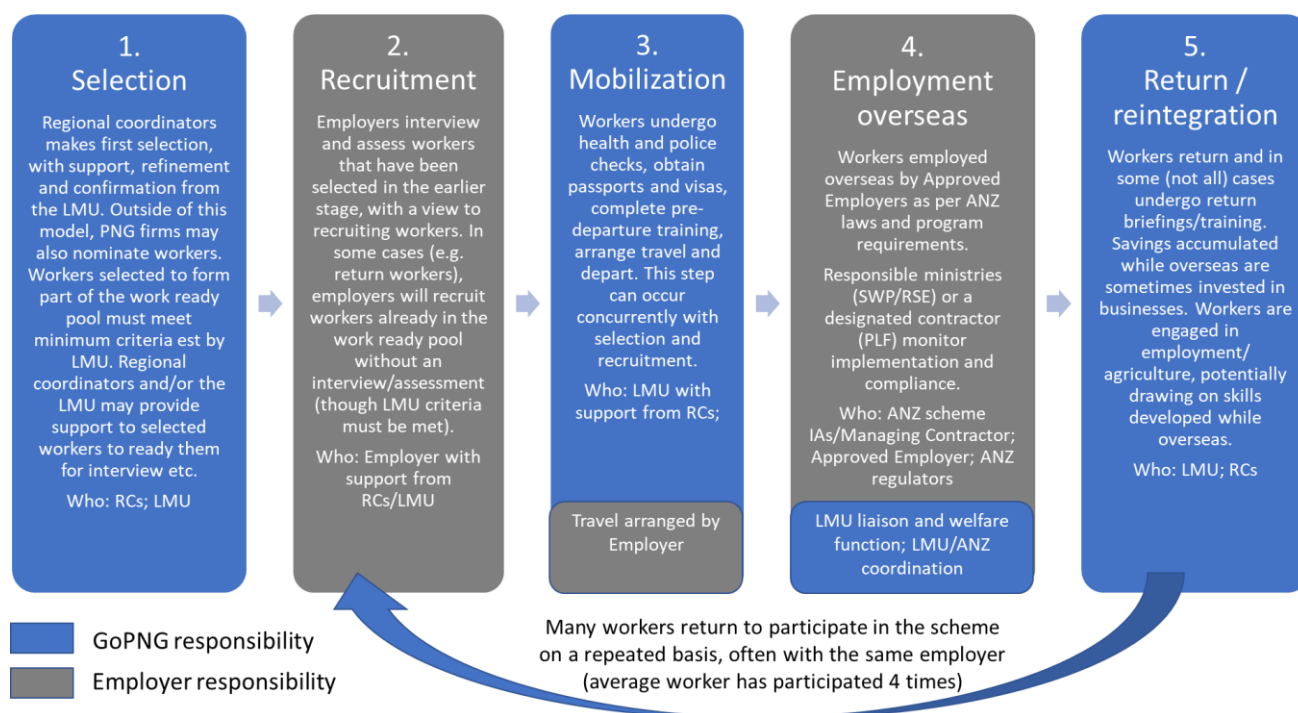 1.
Selection
Regional coordinators
makes first selection,
with support, refinement
and confirmation from
the LMU. Outside of this
model, PNG firms may
also nominate workers.
Workers selected to form
part of the work ready
pool must meet
minimum criteria est by
LMU. Regional
coordinators and/or the
LMU may provide
support to selected
workers to ready them
for interview etc.
Who: RCs; LMU
2.
Recruitment
Employers interview
and assess workers
that have been
selected in the earlier
stage, with a view to
recruiting workers. In
some cases (e.g.
return workers),
employers will recruit
workers already in the
work ready pool
without an
interview/assessment
(though LMU criteria
must be met).
Who: Employer with
support from
RCs/LMU
3.
Mobilization
Workers undergo
health and police
checks, obtain
passports and visas,
complete pre-
departure training,
arrange travel and
depart. This step
can occur
concurrently with
selection and
recruitment.
Who: LMU with
support from RCs;
Travel arranged by
Employer
4.
Employment
overseas
Workers employed
overseas by Approved
Employers as per ANZ
laws and program
requirements.
Responsible ministries
(SWP/RSE) or a
designated contractor
(PLF) monitor
implementation and
compliance.
Who: ANZ scheme
IAs/Managing Contractor;
Approved Employer; ANZ
regulators
LMU liaison and welfare
function; LMU/ANZ
coordination
5.
Return /
reintegration
Workers return and in
some (not all) cases
undergo return
briefings/training.
Savings accumulated
while overseas are
sometimes invested in
businesses. Workers are
engaged in
employment/
agriculture, potentially
drawing on skills
developed while
overseas.
Who: LMU; RCs
GoPNG responsibility
Employer responsibility
Many workers return to participate in the scheme
on a repeated basis, often with the same employer
(average worker has participated 4 times)